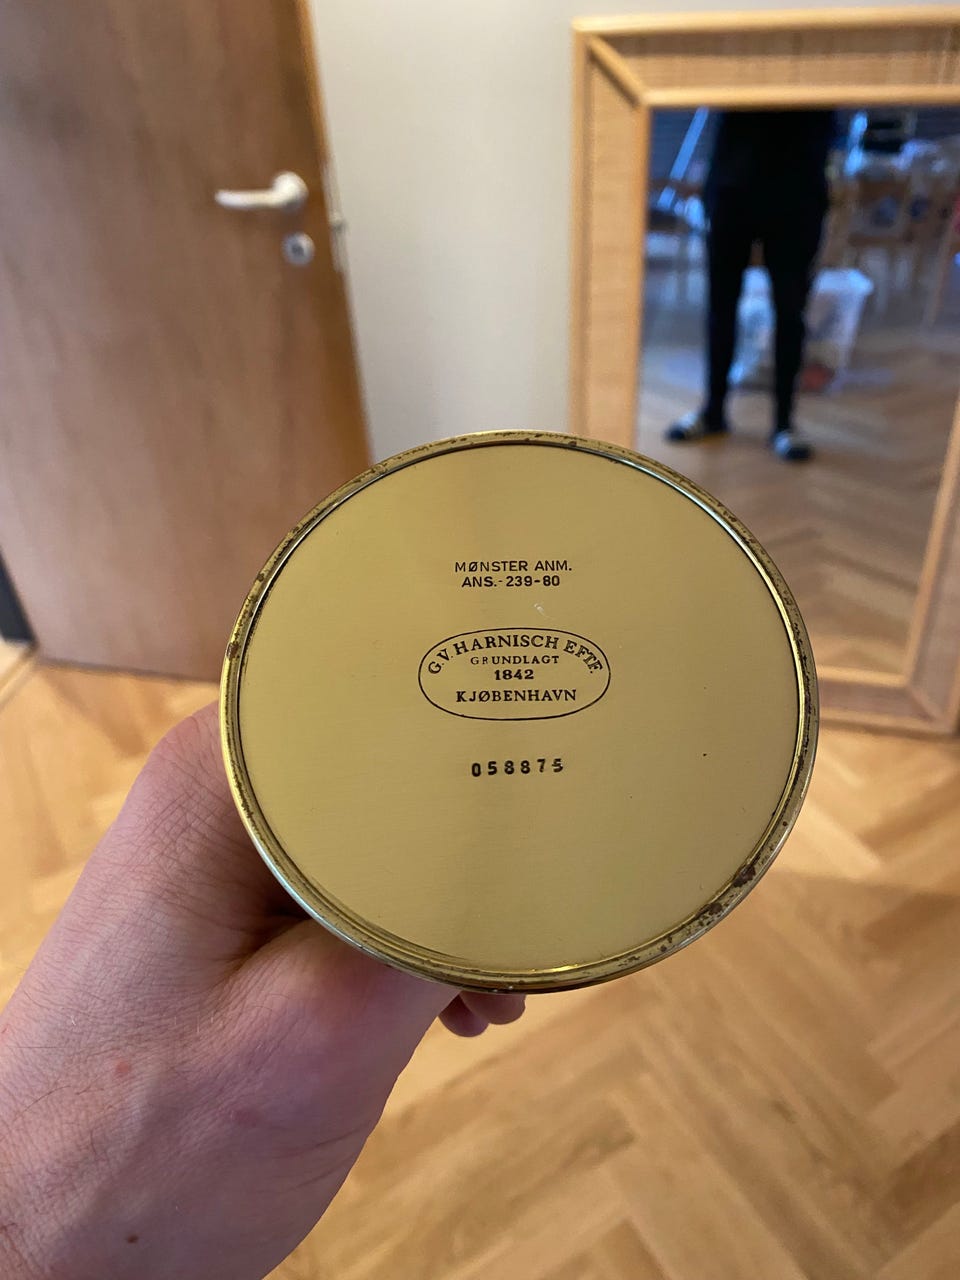 MØNSTER ANM.
ANS.-239-80
G.V. HARNISCH EFTF.
GRUNDLAGT
1842
KJØBENHAVN
058875